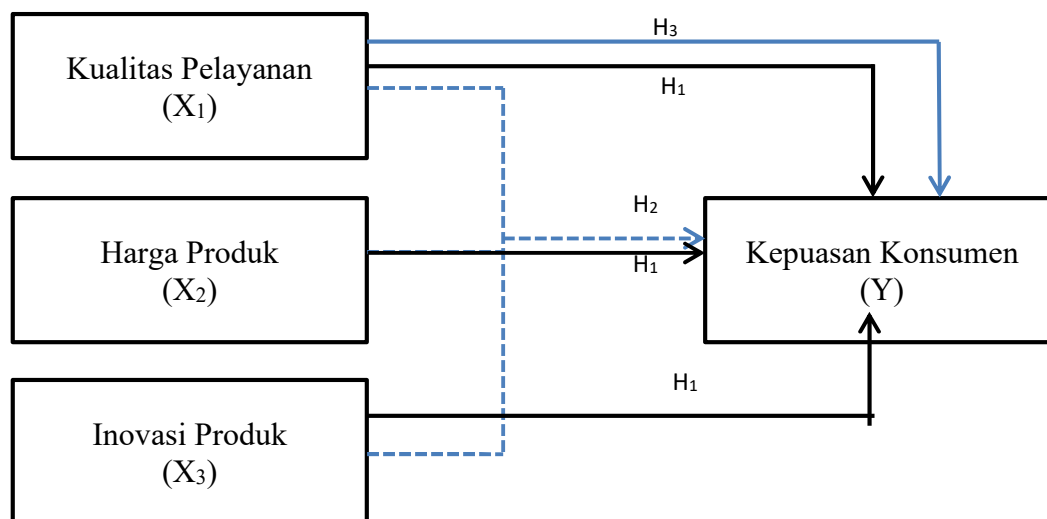 H₃
Kualitas Pelayanan
(X₁)
H₁
H₂
Harga Produk
(X₂)
H₁
Kepuasan Konsumen
(Y)
H₁
Inovasi Produk
(X₃)